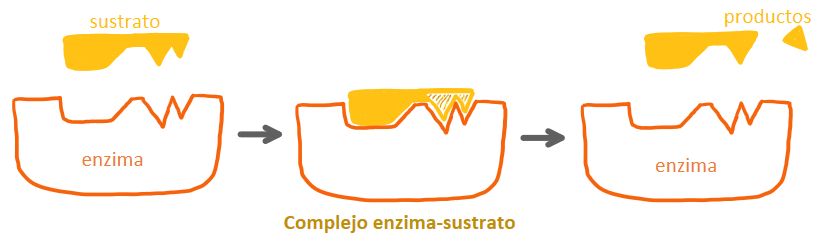 sustrato
enzima
Complejo enzima-sustrato
productos
enzima